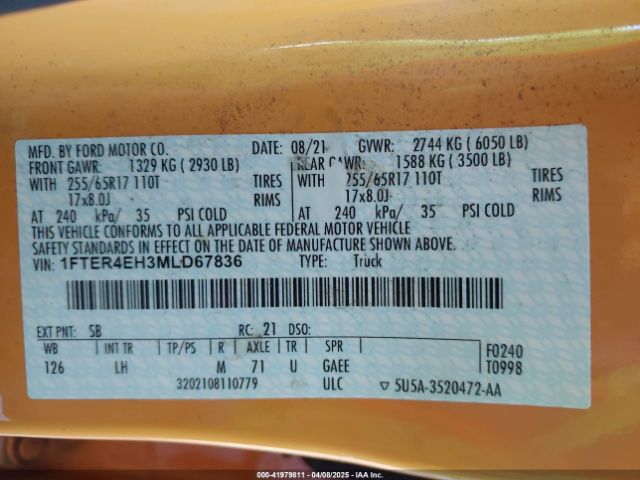 MFD. BY FORD MOTOR CO. DATE: 08/21 GVWR: 2744 KG ( 6050 LB)
FRONT GAWR: 1329 KG ( 2930 LB) REAR GAWR: 1588 KG ( 3500 LB)
WITH 255/65R17 110T TIRES WITH 255/65R17 110T TIRES
17x8.0J RIMS 17x8.0J RIMS
AT 240 kPa/ 35 PSI COLD AT 240 kPa/ 35 PSI COLD
THIS VEHICLE CONFORMS TO ALL APPLICABLE FEDERAL MOTOR VEHICLE
SAFETY STANDARDS IN EFFECT ON THE DATE OF MANUFACTURE SHOWN ABOVE.
VIN: 1FTER4EH3MLD67836 TYPE: Truck
EXT PNT: SB RC: 21 DSO:
WB INT TR TP/PS R AXLE TR SPR F0240
126 LH M 71 U GAEE T0998
3202108110779 ULC ▽ 5U5A-3520472-AA
000-41979811 | 04/08/2025 | IAAI.com